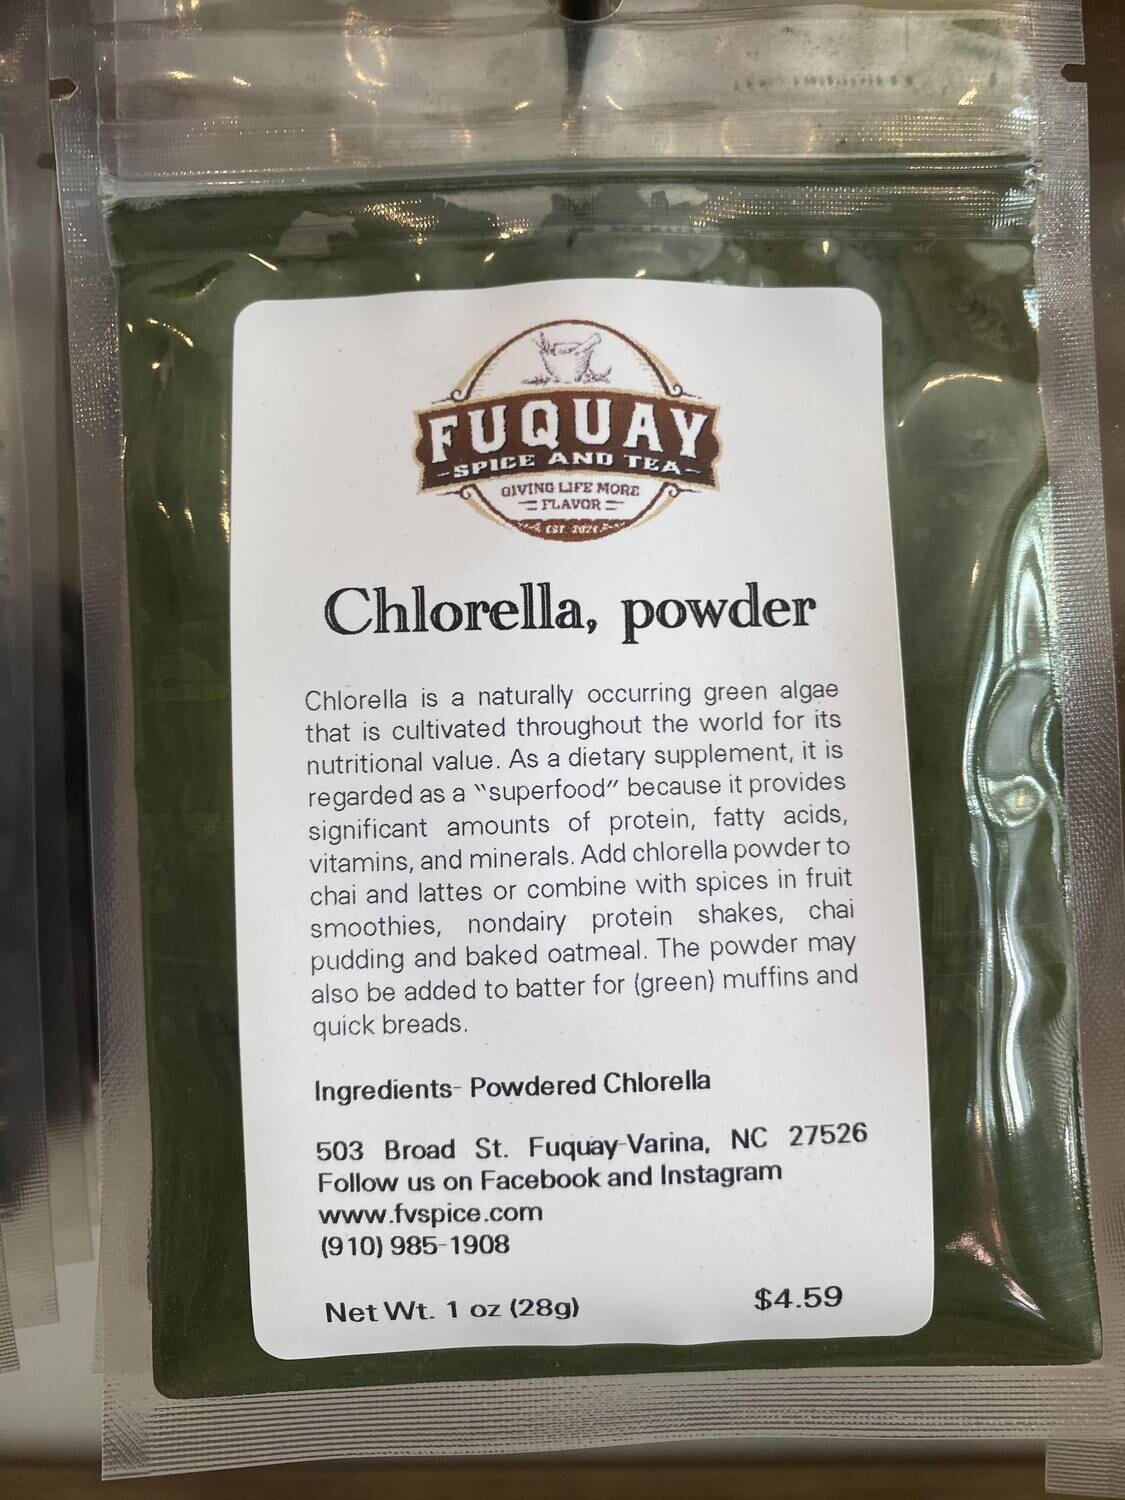 FUQUAY
-SPICE AND TEA-
GIVING LIFE MORE
FLAVOR
Chlorella, powder
Chlorella is a naturally occurring green algae
that is cultivated throughout the world for its
nutritional value. As a dietary supplement, it is
regarded as a "superfood" because it provides
significant amounts of protein, fatty acids,
vitamins, and minerals. Add chlorella powder to
chai and lattes or combine with spices in fruit
smoothies, nondairy protein shakes, chai
pudding and baked oatmeal. The powder may
also be added to batter for (green) muffins and
quick breads.
Ingredients- Powdered Chlorella
503 Broad St. Fuquay-Varina, NC 27526
Follow us on Facebook and Instagram
www.fvspice.com
(910) 985-1908
Net Wt. 1 oz (28g)
$4.59